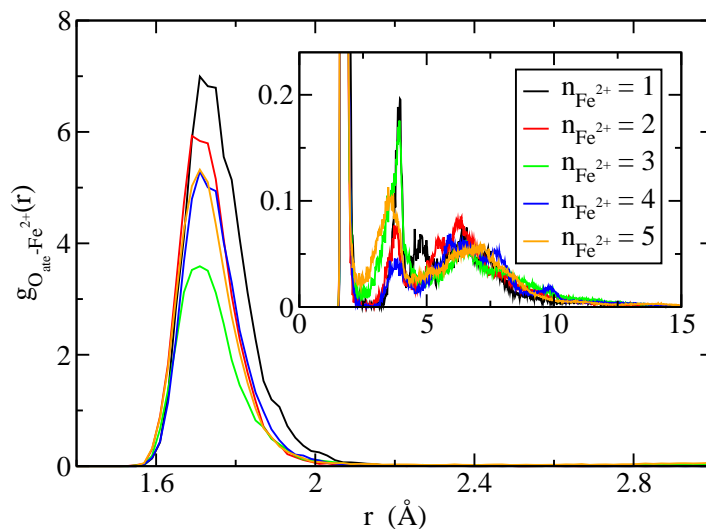 8
6
4
2
0
g_{O_{ate}-Fe^{2+}}(r)
0.2
0.1
0
n_{Fe^{2+}} = 1
n_{Fe^{2+}} = 2
n_{Fe^{2+}} = 3
n_{Fe^{2+}} = 4
n_{Fe^{2+}} = 5
0 5 10 15
1.6 2 2.4 2.8
r (Å)